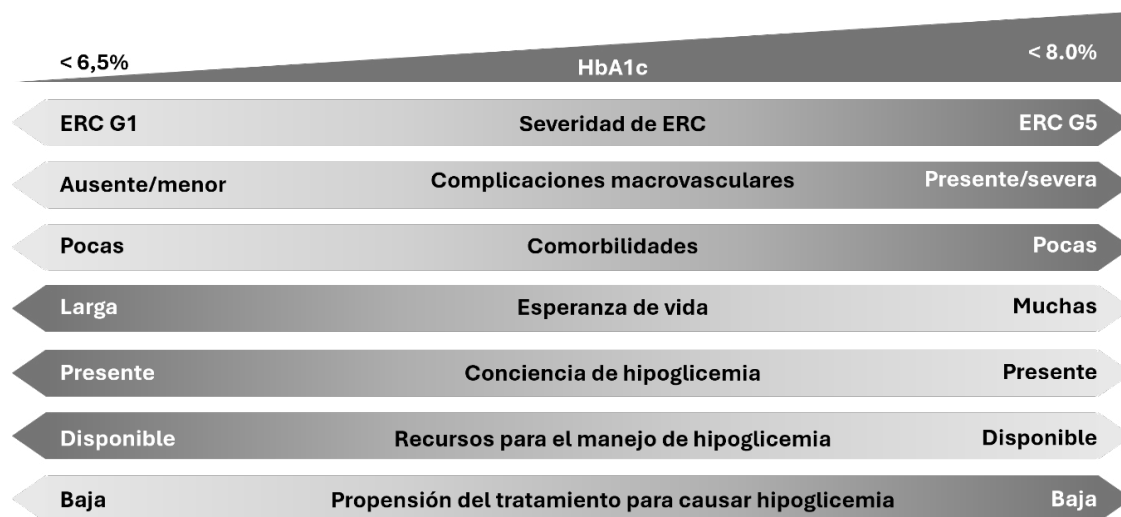 < 6,5% HbA1c < 8.0%
ERC G1 Severidad de ERC ERC G5
Ausente/menor Complicaciones macrovasculares Presente/severa
Pocas Comorbilidades Pocas
Larga Esperanza de vida Muchas
Presente Conciencia de hipoglicemia Presente
Disponible Recursos para el manejo de hipoglicemia Disponible
Baja Propensión del tratamiento para causar hipoglicemia Baja